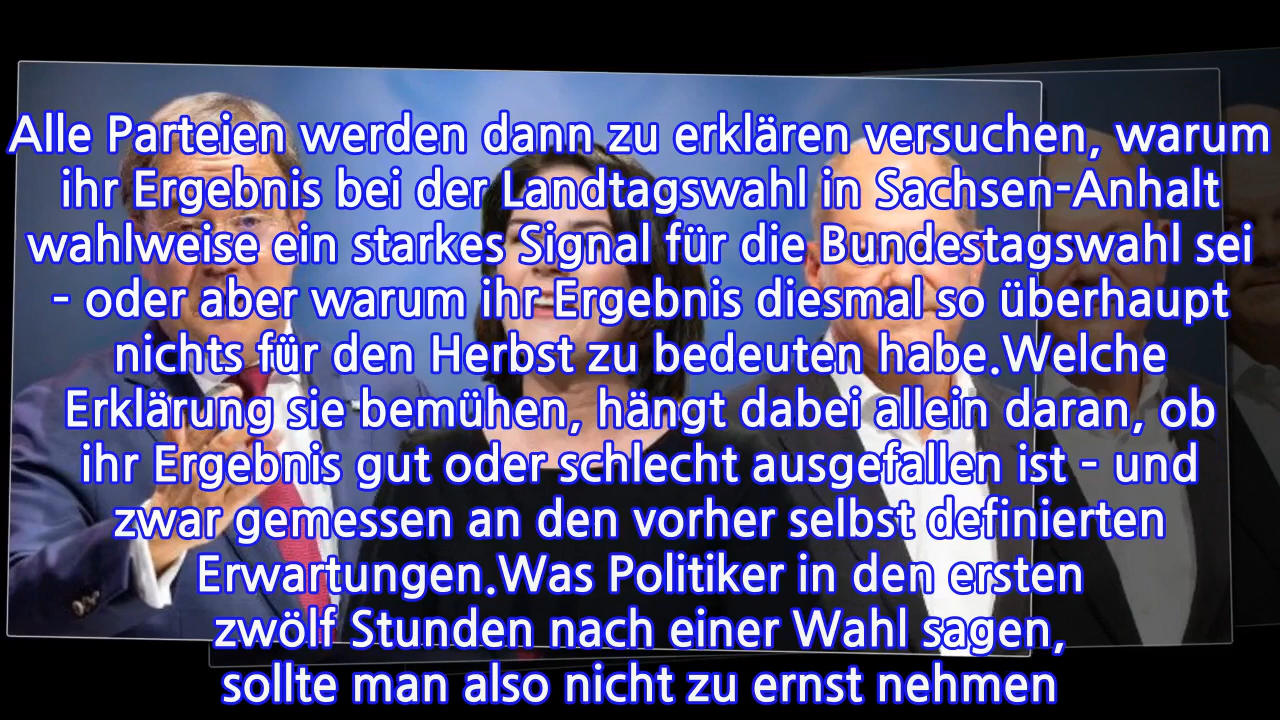 Alle Parteien werden dann zu erklären versuchen, warum
ihr Ergebnis bei der Landtagswahl in Sachsen-Anhalt
wahlweise ein starkes Signal für die Bundestagswahl sei
- oder aber warum ihr Ergebnis diesmal so überhaupt
nichts für den Herbst zu bedeuten habe.Welche
Erklärung sie bemühen, hängt dabei allein daran, ob
ihr Ergebnis gut oder schlecht ausgefallen ist - und
zwar gemessen an den vorher selbst definierten
Erwartungen.Was Politiker in den ersten
zwölf Stunden nach einer Wahl sagen,
sollte man also nicht zu ernst nehmen